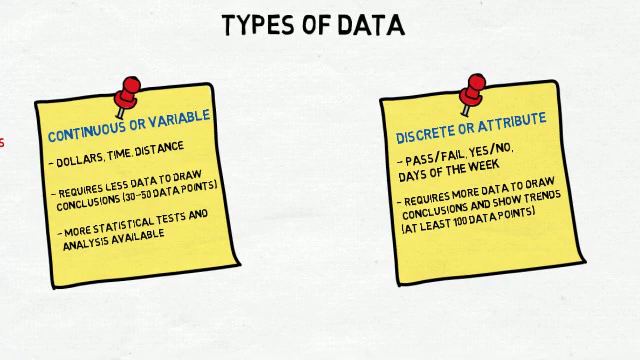 TYPES OF DATA
CONTINUOUS OR VARIABLE
- DOLLARS, TIME, DISTANCE
- REQUIRES LESS DATA TO DRAW
CONCLUSIONS (30-50 DATA POINTS)
- MORE STATISTICAL TESTS AND
ANALYSIS AVAILABLE
DISCRETE OR ATTRIBUTE
- PASS/FAIL, YES/NO,
DAYS OF THE WEEK
- REQUIRES MORE DATA TO DRAW
CONCLUSIONS AND SHOW TRENDS
(AT LEAST 100 DATA POINTS)